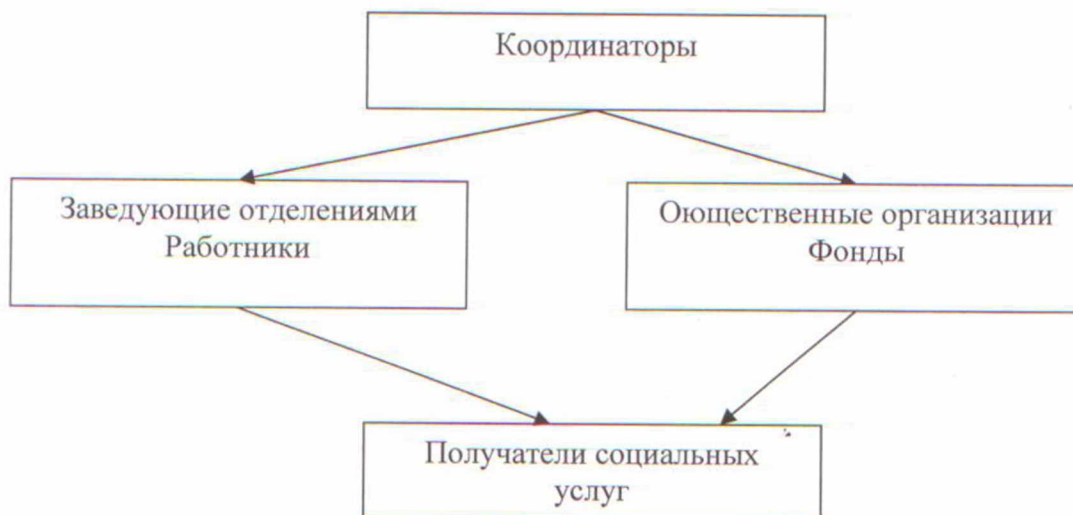 Координаторы
Заведующие отделениями
Работники
Оющественные организации
Фонды
Получатели социальных
услуг